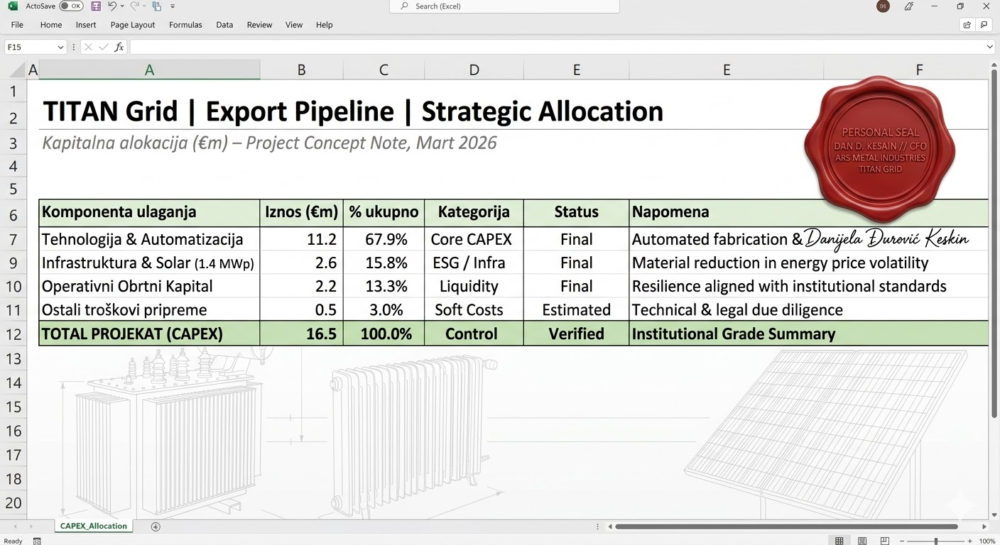 AutoSave OK Search (Excel) DS
File Home Insert Page Layout Formulas Data Review View Help
F15 fx
A A B C D E E F
1
2 TITAN Grid | Export Pipeline | Strategic Allocation
3 Kapitalna alokacija (€m) – Project Concept Note, Mart 2026
4
5
PERSONAL SEAL
DAN D. KESAIN // CFO
ARS METAL INDUSTRIES
TITAN GRID
6 Komponenta ulaganja Iznos (€m) % ukupno Kategorija Status Napomena
7 Tehnologija & Automatizacija 11.2 67.9% Core CAPEX Final Automated fabrication & Danijela Đurović Keskin
9 Infrastruktura & Solar (1.4 MWp) 2.6 15.8% ESG / Infra Final Material reduction in energy price volatility
10 Operativni Obrtni Kapital 2.2 13.3% Liquidity Final Resilience aligned with institutional standards
11 Ostali troškovi pripreme 0.5 3.0% Soft Costs Estimated Technical & legal due diligence
12 TOTAL PROJEKAT (CAPEX) 16.5 100.0% Control Verified Institutional Grade Summary
13
14
15
16
17
18
20
CAPEX_Allocation
Ready 100%